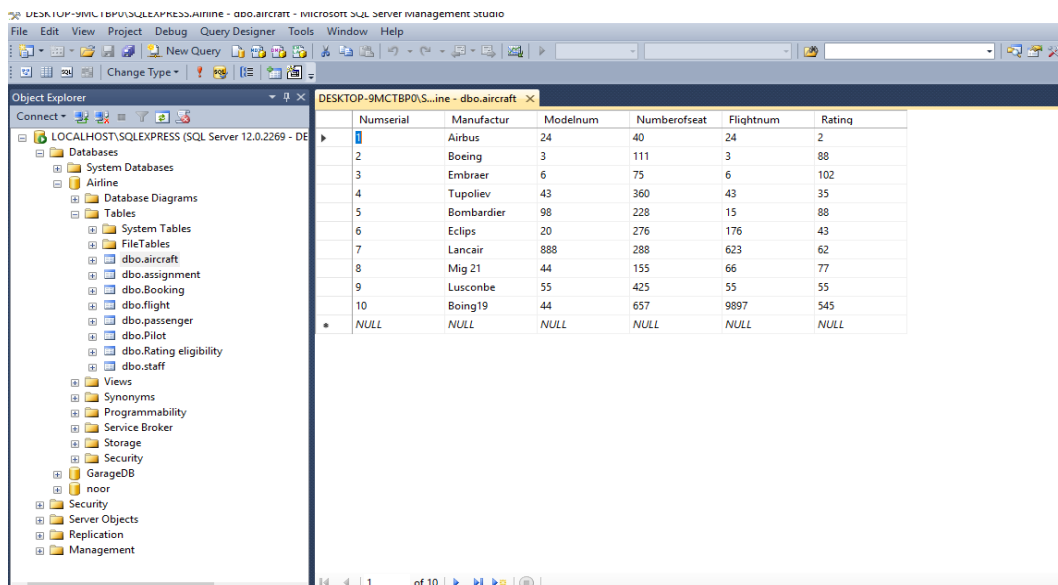 DESKTOP-9MCTBP0\SQLEXPRESS.Airline - dbo.aircraft - Microsoft SQL Server Management Studio
File Edit View Project Debug Query Designer Tools Window Help
New Query
Change Type
Object Explorer
Connect
LOCALHOST\SQLEXPRESS (SQL Server 12.0.2269 - DE
Databases
System Databases
Airline
Database Diagrams
Tables
System Tables
FileTables
dbo.aircraft
dbo.assignment
dbo.Booking
dbo.flight
dbo.passenger
dbo.Pilot
dbo.Rating eligibility
dbo.staff
Views
Synonyms
Programmability
Service Broker
Storage
Security
GarageDB
noor
Security
Server Objects
Replication
Management
DESKTOP-9MCTBP0\S...ine - dbo.aircraft
Numserial Manufactur Modelnum Numberofseat Flightnum Rating
1 Airbus 24 40 24 2
2 Boeing 3 111 3 88
3 Embraer 6 75 6 102
4 Tupoliev 43 360 43 35
5 Bombardier 98 228 15 88
6 Eclips 20 276 176 43
7 Lancair 888 288 623 62
8 Mig 21 44 155 66 77
9 Lusconbe 55 425 55 55
10 Boing19 44 657 9897 545
NULL NULL NULL NULL NULL NULL
1 of 10